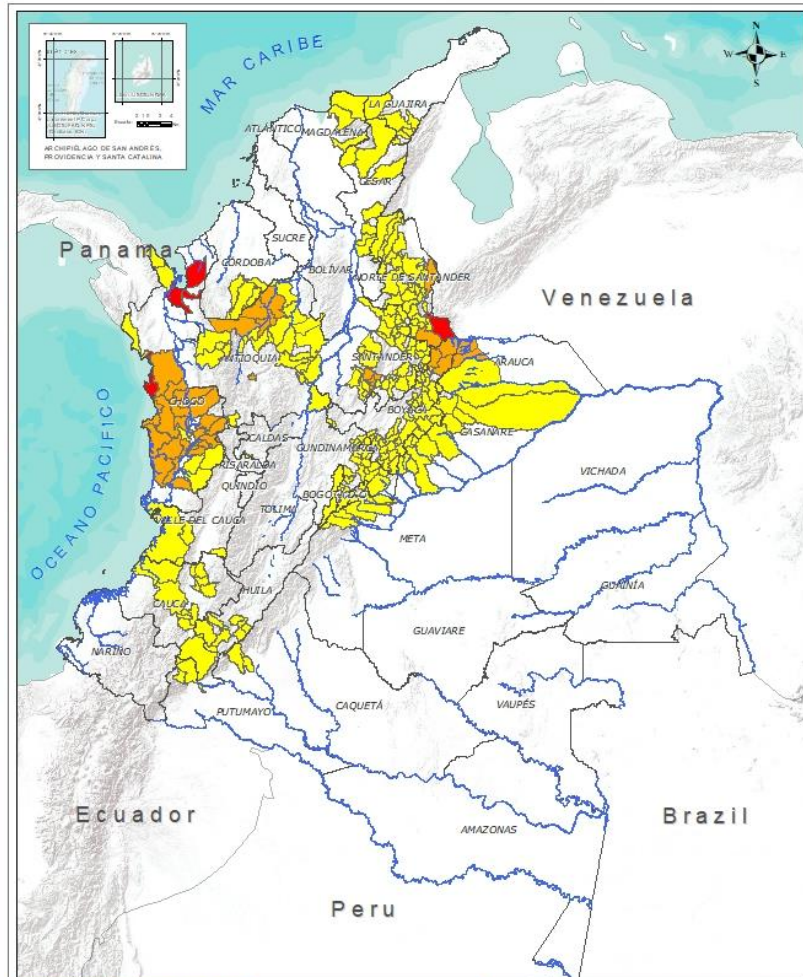 MAR CARIBE
N
W E
S
ARCHIPIÉLAGO DE SAN ANDRÉS,
PROVIDENCIA Y SANTA CATALINA
LA GUAJIRA
ATLÁNTICO
MAGDALENA
CESAR
Panama
SUCRE
CÓRDOBA
BOLÍVAR
NORTE DE SANTANDER
Venezuela
ANTIOQUIA
SANTANDER
ARAUCA
CHOCÓ
BOYACÁ
CASANARE
CALDAS
CUNDINAMARCA
RISARALDA
QUINDIO
VICHADA
OCEANO PACIFICO
TOLIMA
VALLE DEL CAUCA
META
HUILA
GUAINÍA
CAUCA
GUAVIARE
NARIÑO
PUTUMAYO
CAQUETÁ
VAUPÉS
Ecuador
Brazil
AMAZONAS
Peru